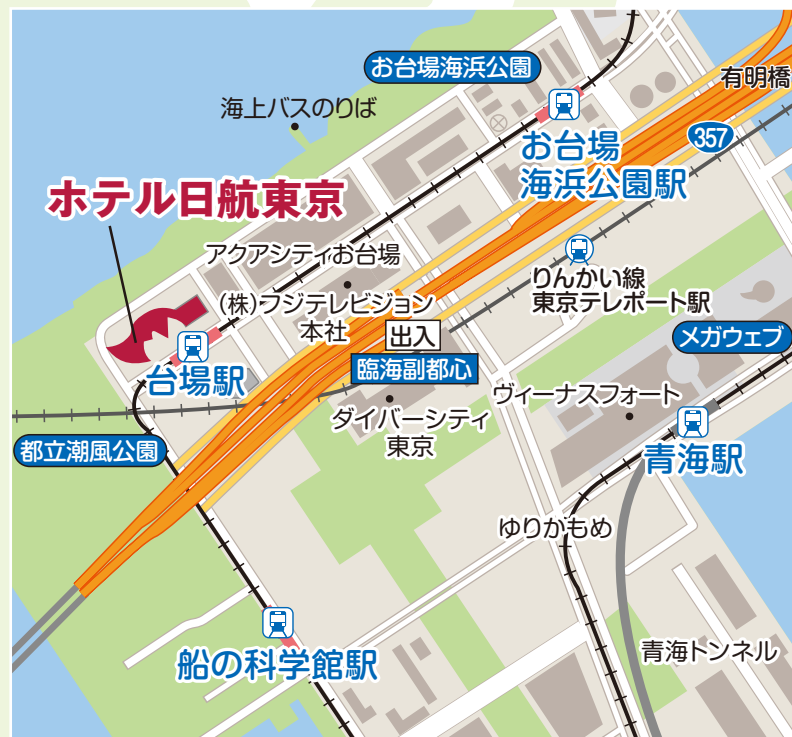 お台場海浜公園
有明橋
海上バスのりば
357
お台場
海浜公園駅
ホテル日航東京
アクアシティお台場
りんかい線
東京テレポート駅
(株)フジテレビジョン
本社
出入
メガウェブ
台場駅
臨海副都心
ヴィーナスフォート
ダイバーシティ
東京
都立潮風公園
青海駅
ゆりかもめ
船の科学館駅
青海トンネル